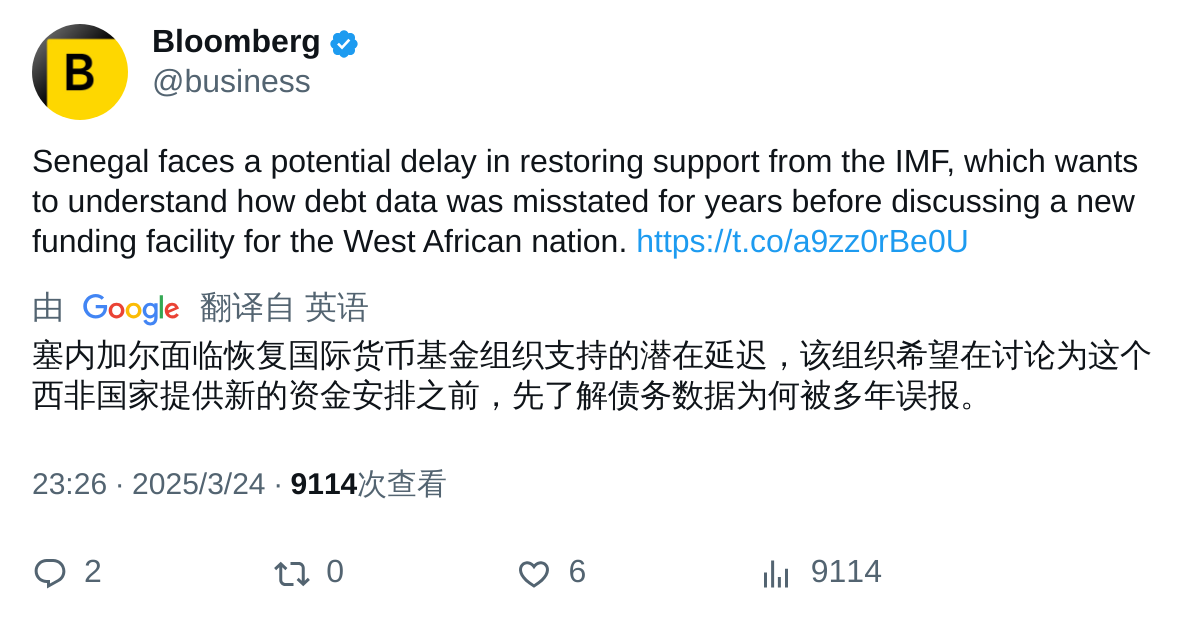 B
Bloomberg
@business
Senegal faces a potential delay in restoring support from the IMF, which wants
to understand how debt data was misstated for years before discussing a new
funding facility for the West African nation. https://t.co/a9zz0rBe0U
由 Google 翻译自 英语
塞内加尔面临恢复国际货币基金组织支持的潜在延迟，该组织希望在讨论为这个
西非国家提供新的资金安排之前，先了解债务数据为何被多年误报。
23:26 · 2025/3/24 · 9114次查看
2 0 6 9114